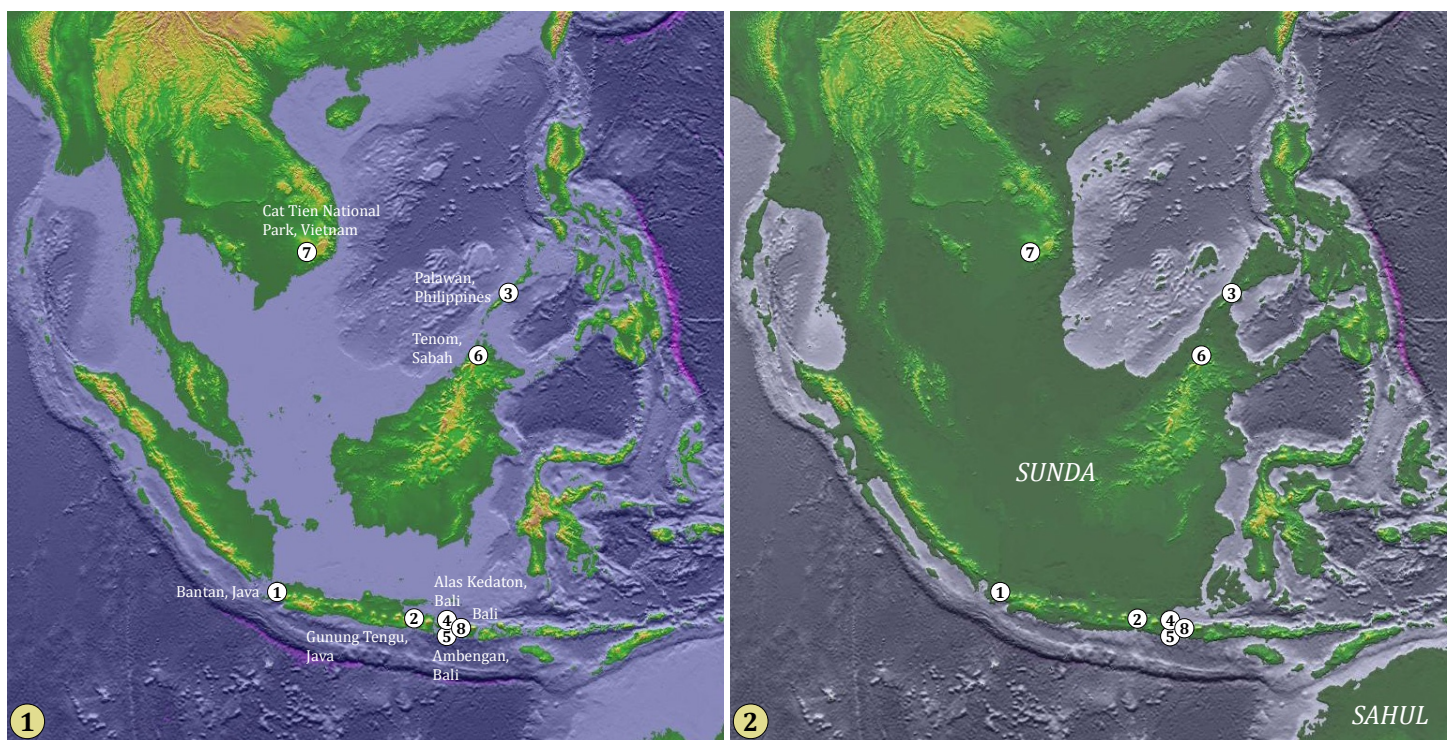 Cat Tien National
Park, Vietnam
7
Palawan,
Philippines
3
Tenom,
Sabah
6
Bantan, Java
1
Alas Kedaton,
Bali
2
4
Bali
8
5
Gunung Tengu,
Java
Ambengan,
Bali
1
7
3
6
SUNDA
1
2
4
8
5
2
SAHUL